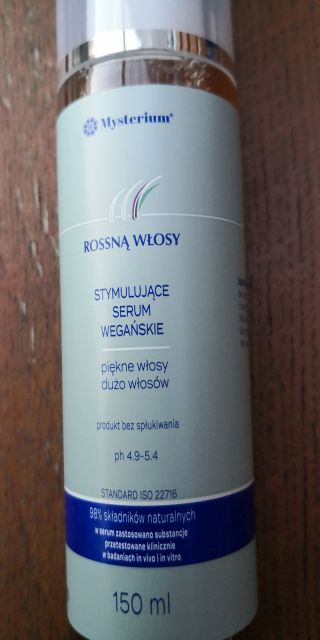 Mysterium®
ROSSNĄ WŁOSY
STYMULUJĄCE
SERUM
WEGAŃSKIE
piękne włosy
dużo włosów
produkt bez spłukiwania
ph 4.9-5.4
STANDARD ISO 22716
98% składników naturalnych
w serum zastosowano substancje
przetestowane klinicznie
w badaniach in vivo i in vitro
150 ml